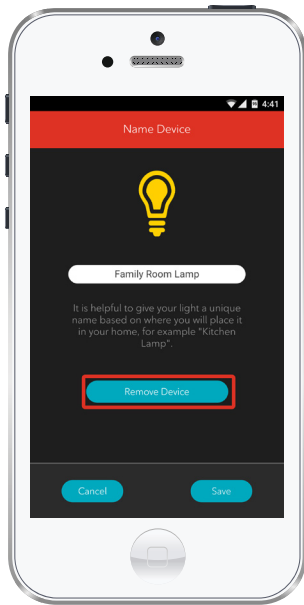 4:41
Name Device
Family Room Lamp
It is helpful to give your light a unique
name based on where you will place it
in your home, for example "Kitchen
Lamp".
Remove Device
Cancel
Save